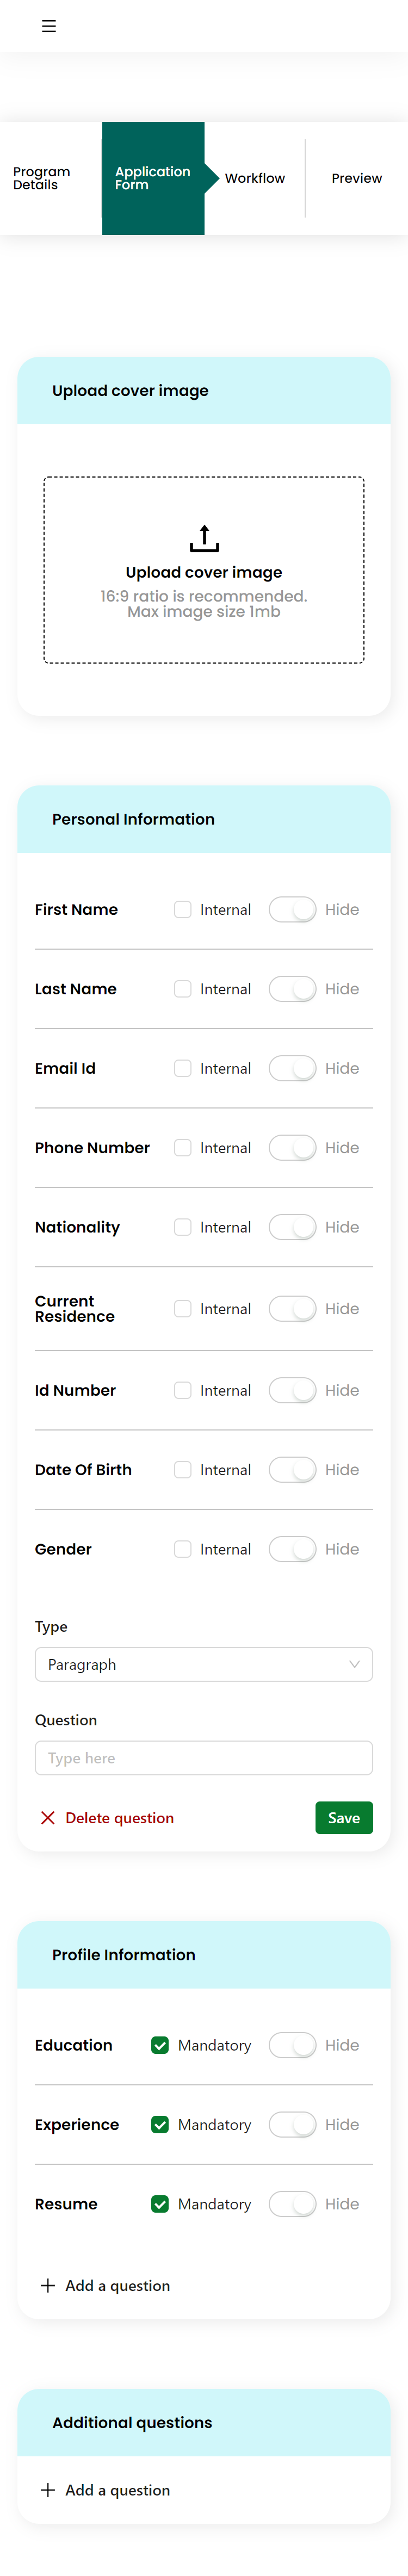 Program
Details
Application
Form
Workflow
Preview
Upload cover image
Upload cover image
16:9 ratio is recommended.
Max image size 1mb
Personal Information
First Name Internal Hide
Last Name Internal Hide
Email Id Internal Hide
Phone Number Internal Hide
Nationality Internal Hide
Current
Residence Internal Hide
Id Number Internal Hide
Date Of Birth Internal Hide
Gender Internal Hide
Type
Paragraph
Question
Type here
Delete question Save
Profile Information
Education Mandatory Hide
Experience Mandatory Hide
Resume Mandatory Hide
Add a question
Additional questions
Add a question